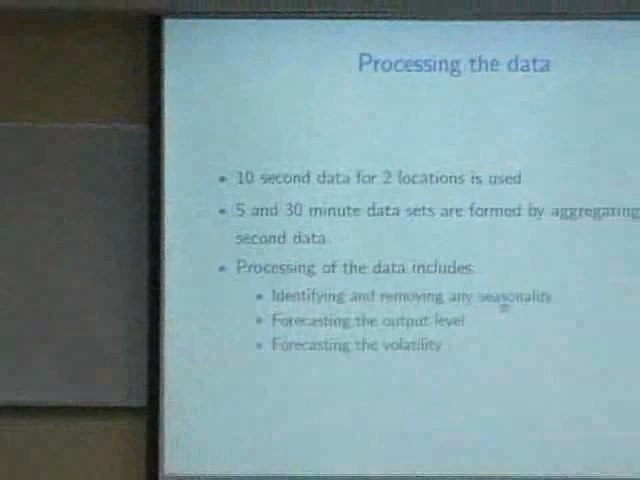 Processing the data
• 10 second data for 2 locations is used
• 5 and 30 minute data sets are formed by aggregating
second data.
• Processing of the data includes
• Identifying and removing any seasonality
• Forecasting the output level
• Forecasting the volatility